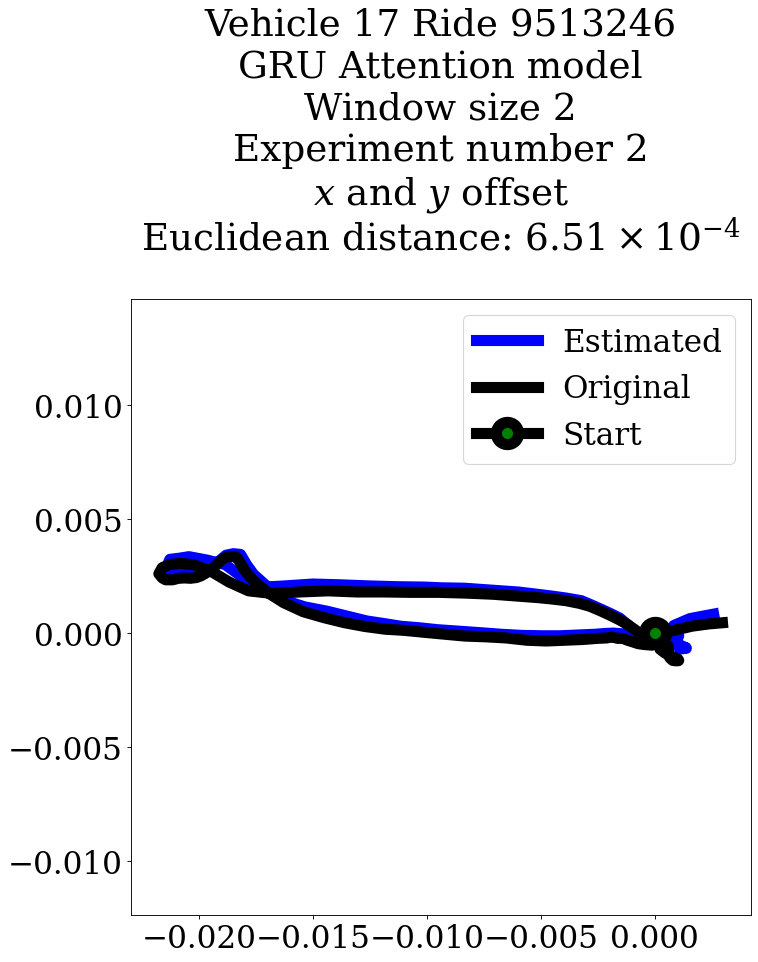 Vehicle 17 Ride 9513246
GRU Attention model
Window size 2
Experiment number 2
x and y offset
Euclidean distance: 6.51 × 10⁻⁴
Estimated
Original
Start
0.010
0.005
0.000
−0.005
−0.010
−0.020 −0.015 −0.010 −0.005 0.000